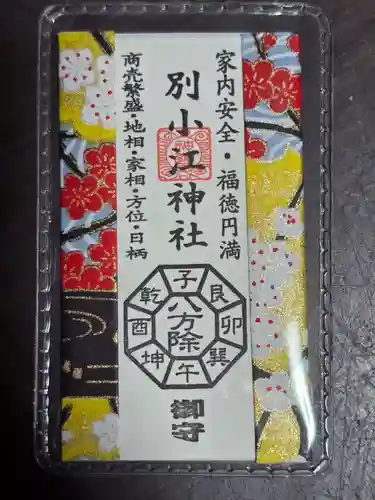 家内安全・福徳円満
別小江神社
商売繁盛・地相・家相・方位・日柄
子
艮
卯
巽
午
坤
酉
乾
八方除
御守